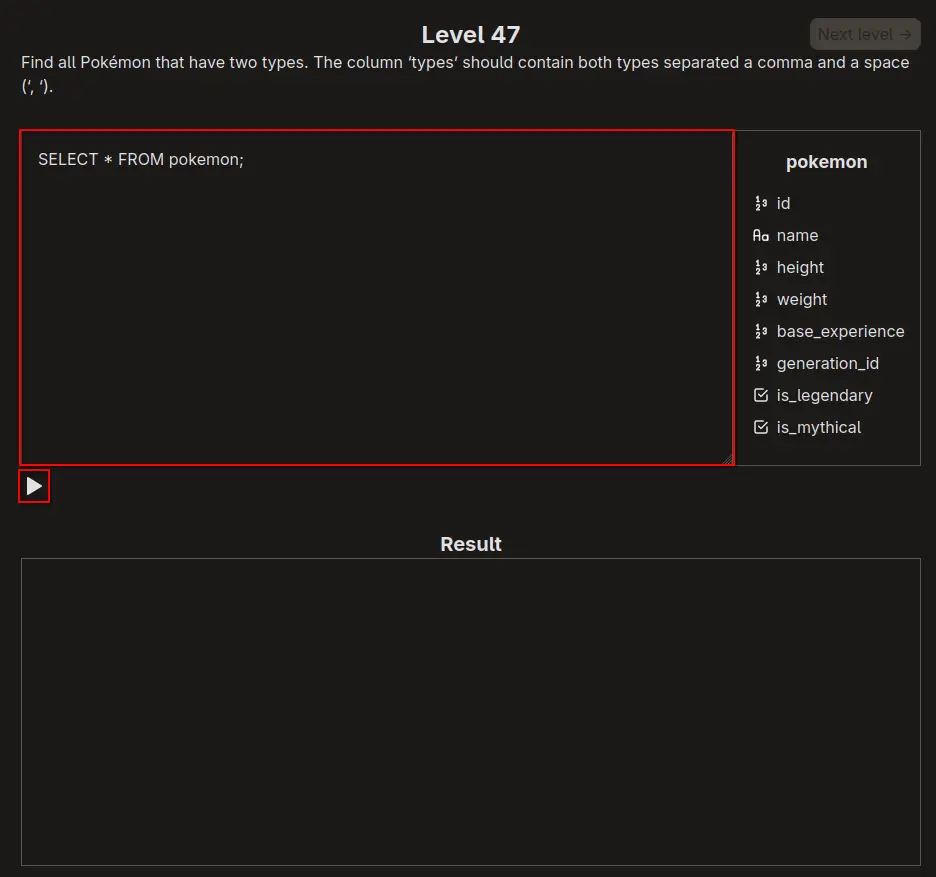 Level 47
Next level →
Find all Pokémon that have two types. The column ‘types‘ should contain both types separated a comma and a space
(‘, ‘).
SELECT * FROM pokemon;
pokemon
id
name
height
weight
base_experience
generation_id
is_legendary
is_mythical
Result